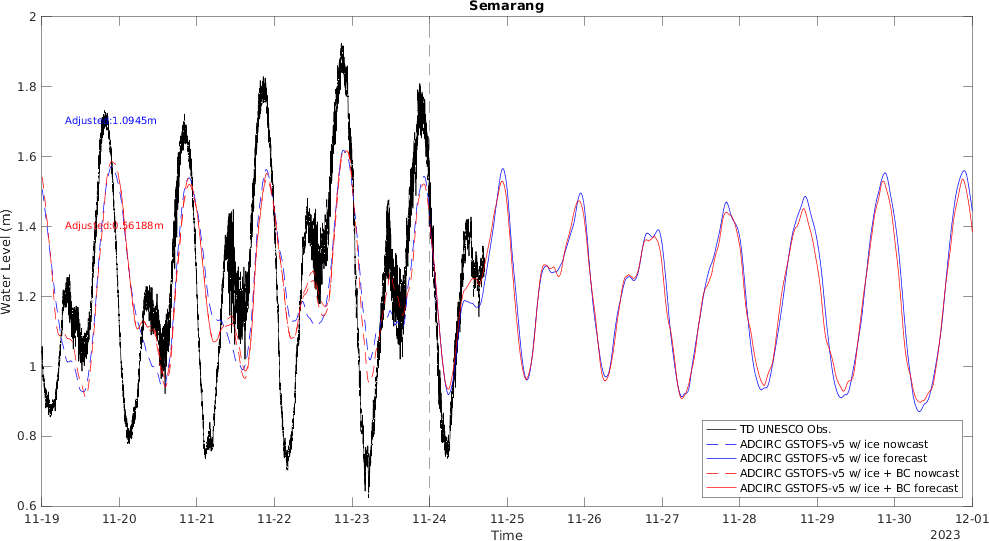 Semarang
2
1.8
1.6
1.4
1.2
1
0.8
0.6
Water Level (m)
Adjusted:1.0945m
Adjusted:0.56188m
TD UNESCO Obs.
ADCIRC GSTOFS-v5 w/ ice nowcast
ADCIRC GSTOFS-v5 w/ ice forecast
ADCIRC GSTOFS-v5 w/ ice + BC nowcast
ADCIRC GSTOFS-v5 w/ ice + BC forecast
11-19 11-20 11-21 11-22 11-23 11-24 11-25 11-26 11-27 11-28 11-29 11-30 12-01
Time
2023